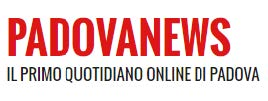 PADOVANEWS
IL PRIMO QUOTIDIANO ONLINE DI PADOVA